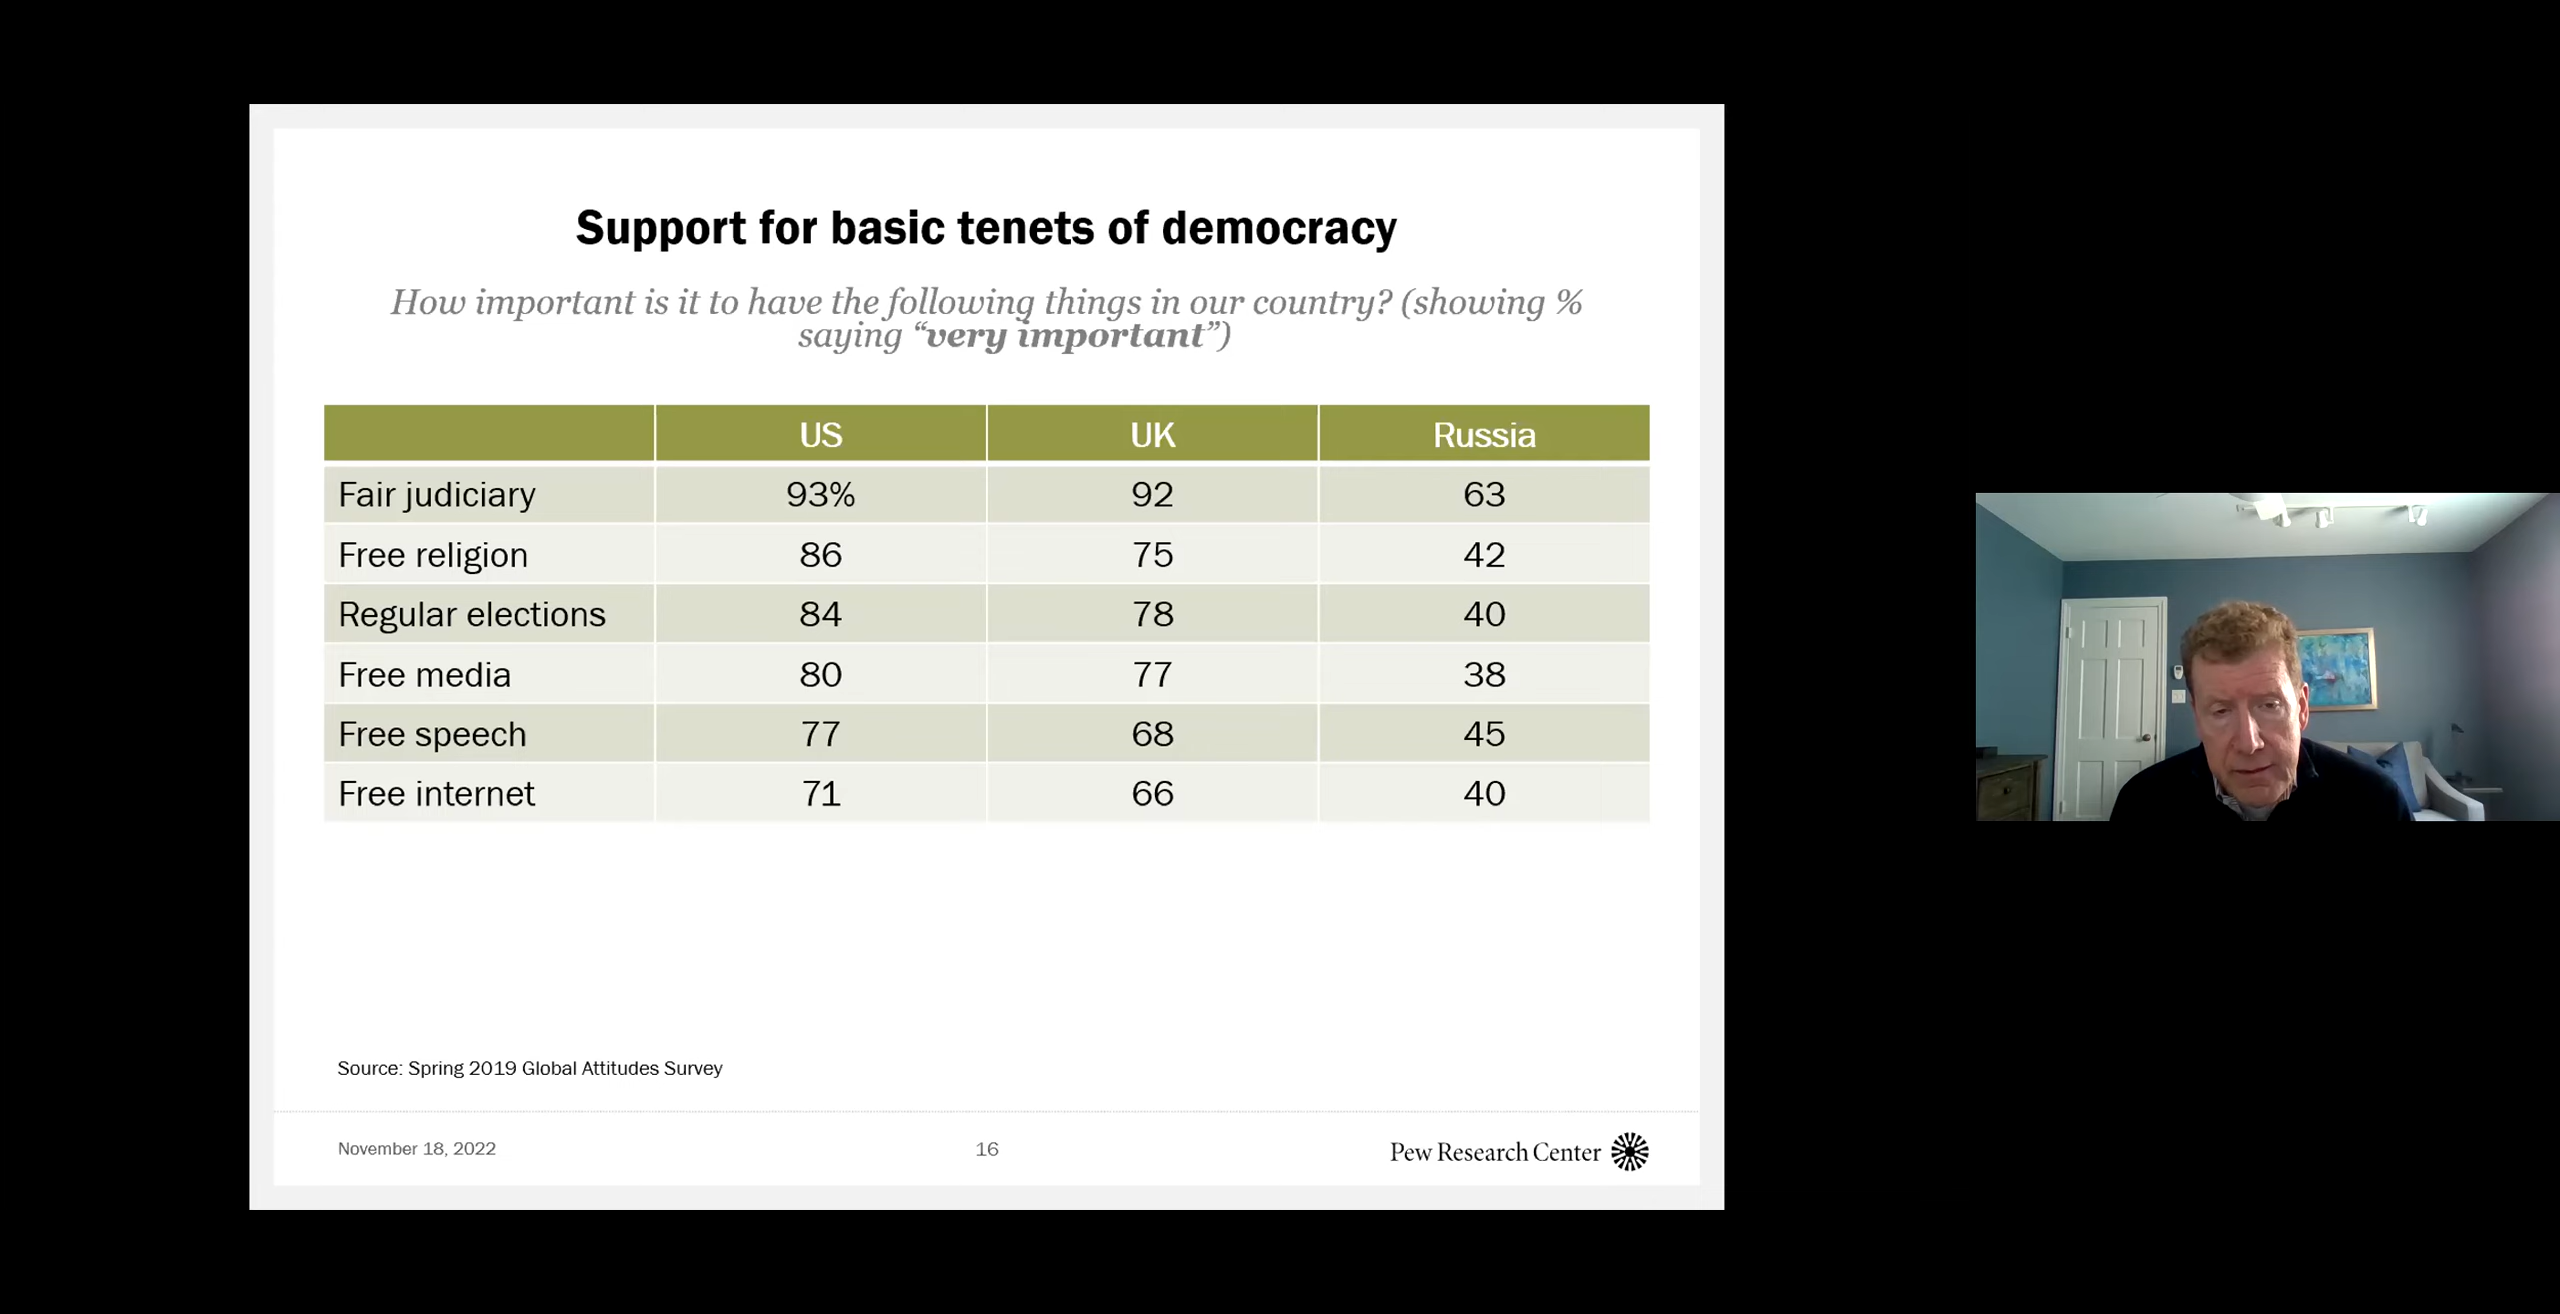 Support for basic tenets of democracy
How important is it to have the following things in our country? (showing %
saying “very important”)
US UK Russia
Fair judiciary 93% 92 63
Free religion 86 75 42
Regular elections 84 78 40
Free media 80 77 38
Free speech 77 68 45
Free internet 71 66 40
Source: Spring 2019 Global Attitudes Survey
November 18, 2022 16 Pew Research Center